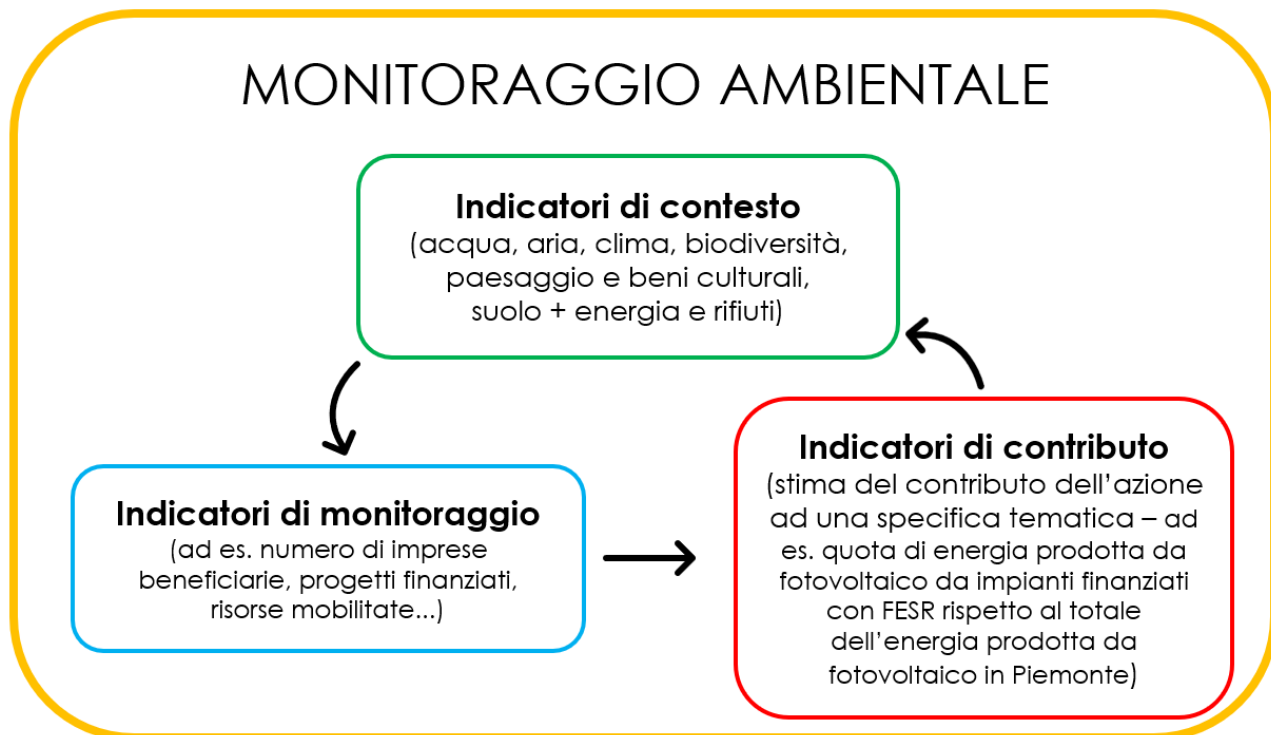 MONITORAGGIO AMBIENTALE
Indicatori di contesto
(acqua, aria, clima, biodiversità,
paesaggio e beni culturali,
suolo + energia e rifiuti)
Indicatori di monitoraggio
(ad es. numero di imprese
beneficiarie, progetti finanziati,
risorse mobilitate...)
Indicatori di contributo
(stima del contributo dell’azione
ad una specifica tematica – ad
es. quota di energia prodotta da
fotovoltaico da impianti finanziati
con FESR rispetto al totale
dell’energia prodotta da
fotovoltaico in Piemonte)